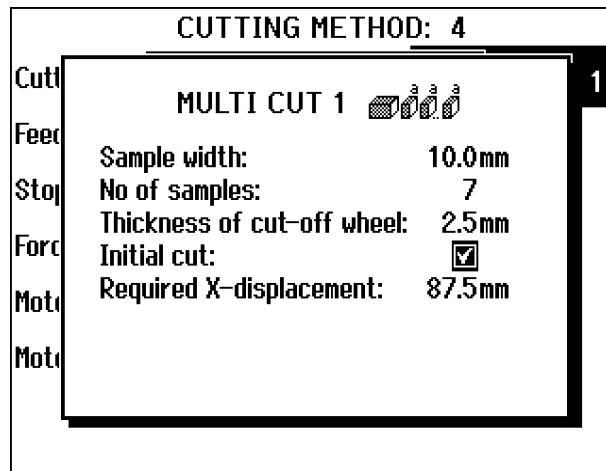 CUTTING METHOD: 4
1
MULTI CUT 1
Sample width: 10.0mm
No of samples: 7
Thickness of cut-off wheel: 2.5mm
Initial cut:
Required X-displacement: 87.5mm